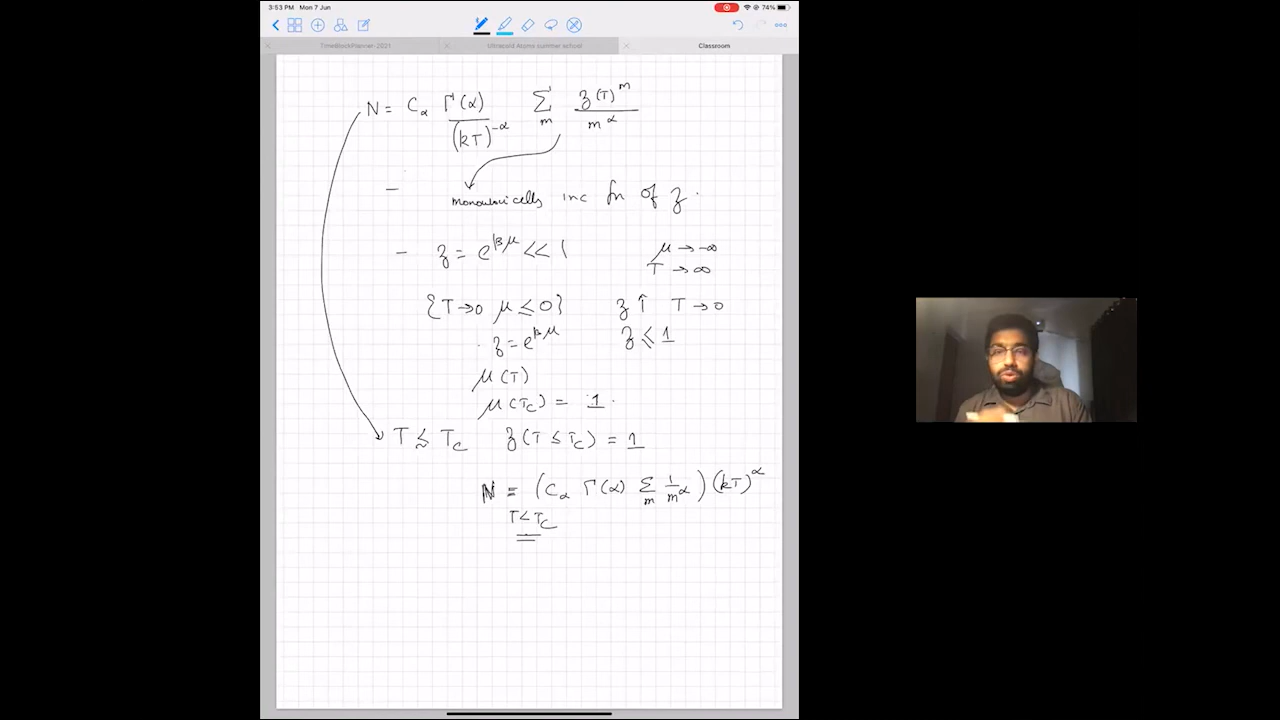 3:53 PM Mon 7 Jun 74%
TimeBlockPlanner-2021 Ultracold Atoms summer school Classroom
N = C_α Γ(α) / (kT)^{-α} Σ_m z(T)^m / m^α
- inc fn of z.
- z = e^{βμ} << 1 μ → -∞
T → ∞
{T → 0 μ ≤ 0} z ↑ T → 0
z = e^{βμ} z ≤ 1
μ(T)
μ(T_C) = 1.
T ≲ T_C z(T ≤ T_C) = 1
N = (C_α Γ(α) Σ_m 1/m^α) (kT)^α
T < T_C